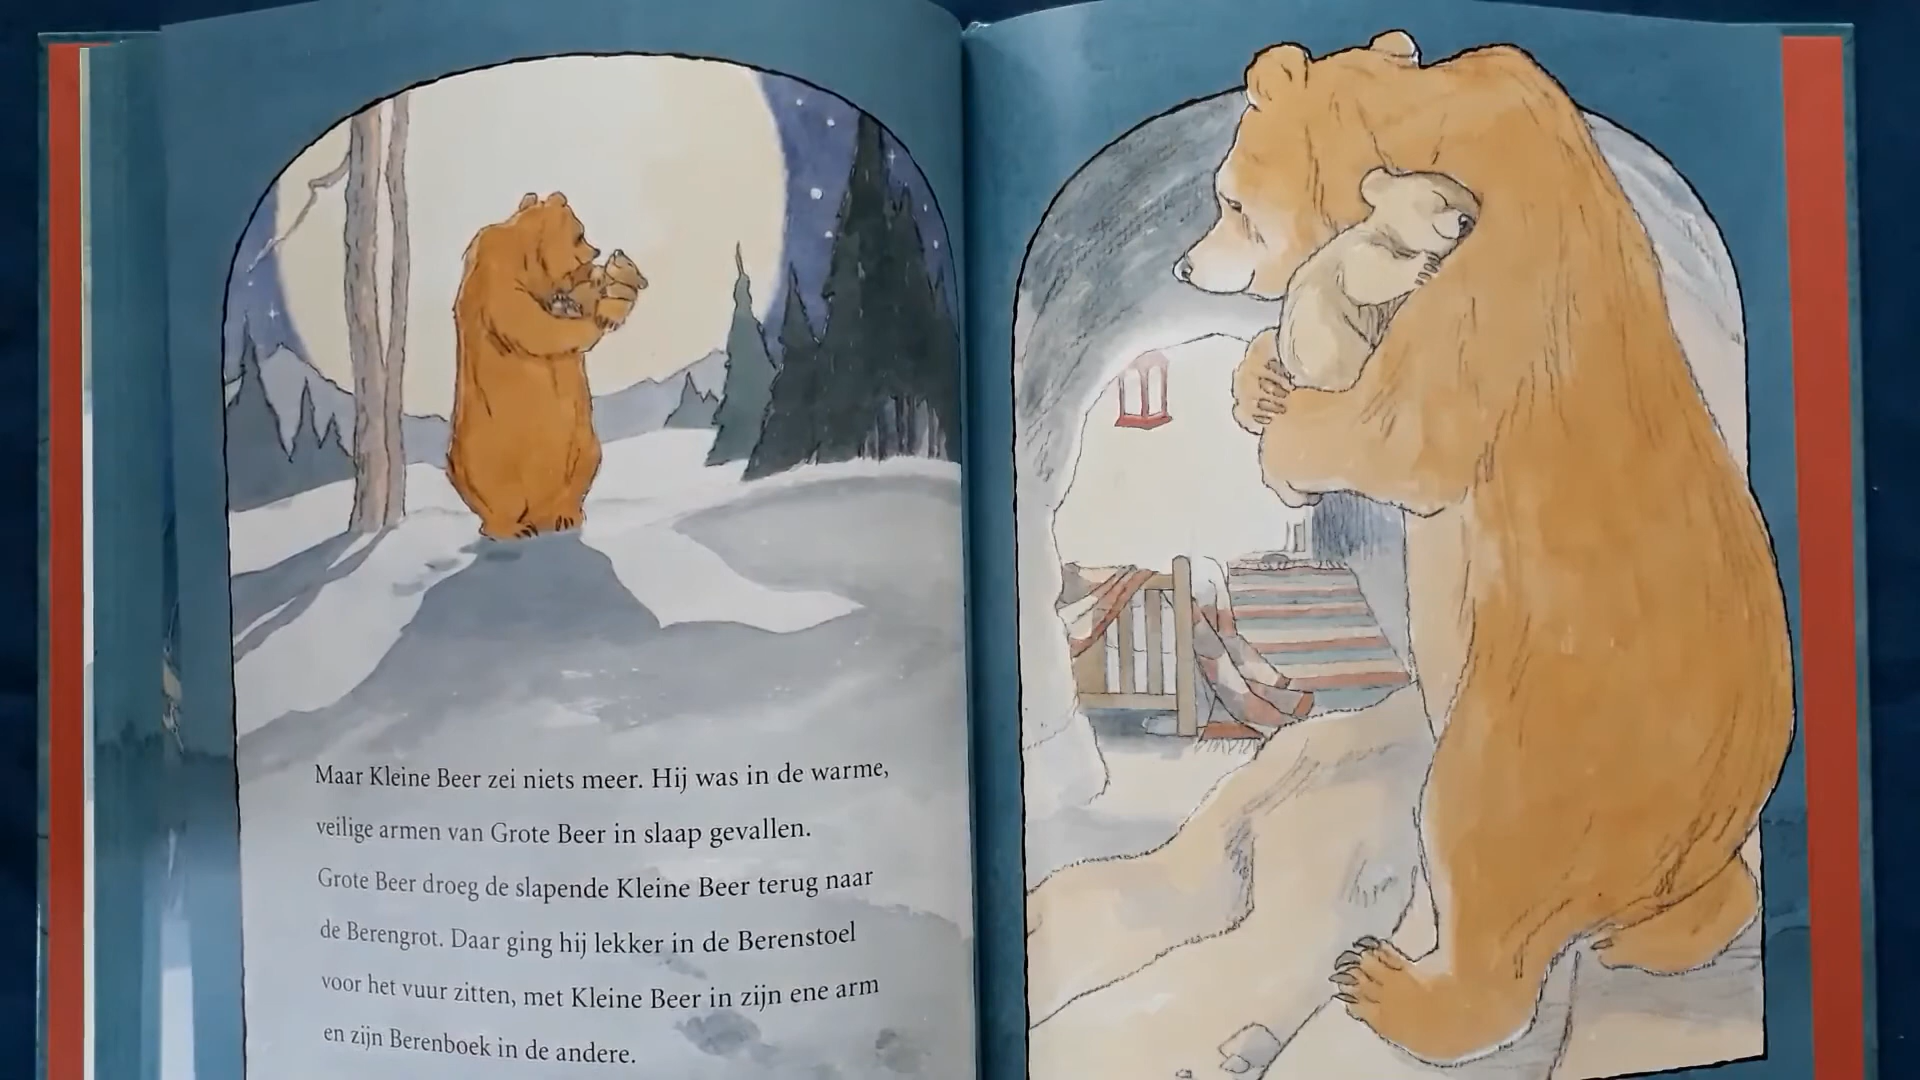 Maar Kleine Beer zei niets meer. Hij was in de warme,
veilige armen van Grote Beer in slaap gevallen.
Grote Beer droeg de slapende Kleine Beer terug naar
de Berengrot. Daar ging hij lekker in de Berenstoel
voor het vuur zitten, met Kleine Beer in zijn ene arm
en zijn Berenboek in de andere.